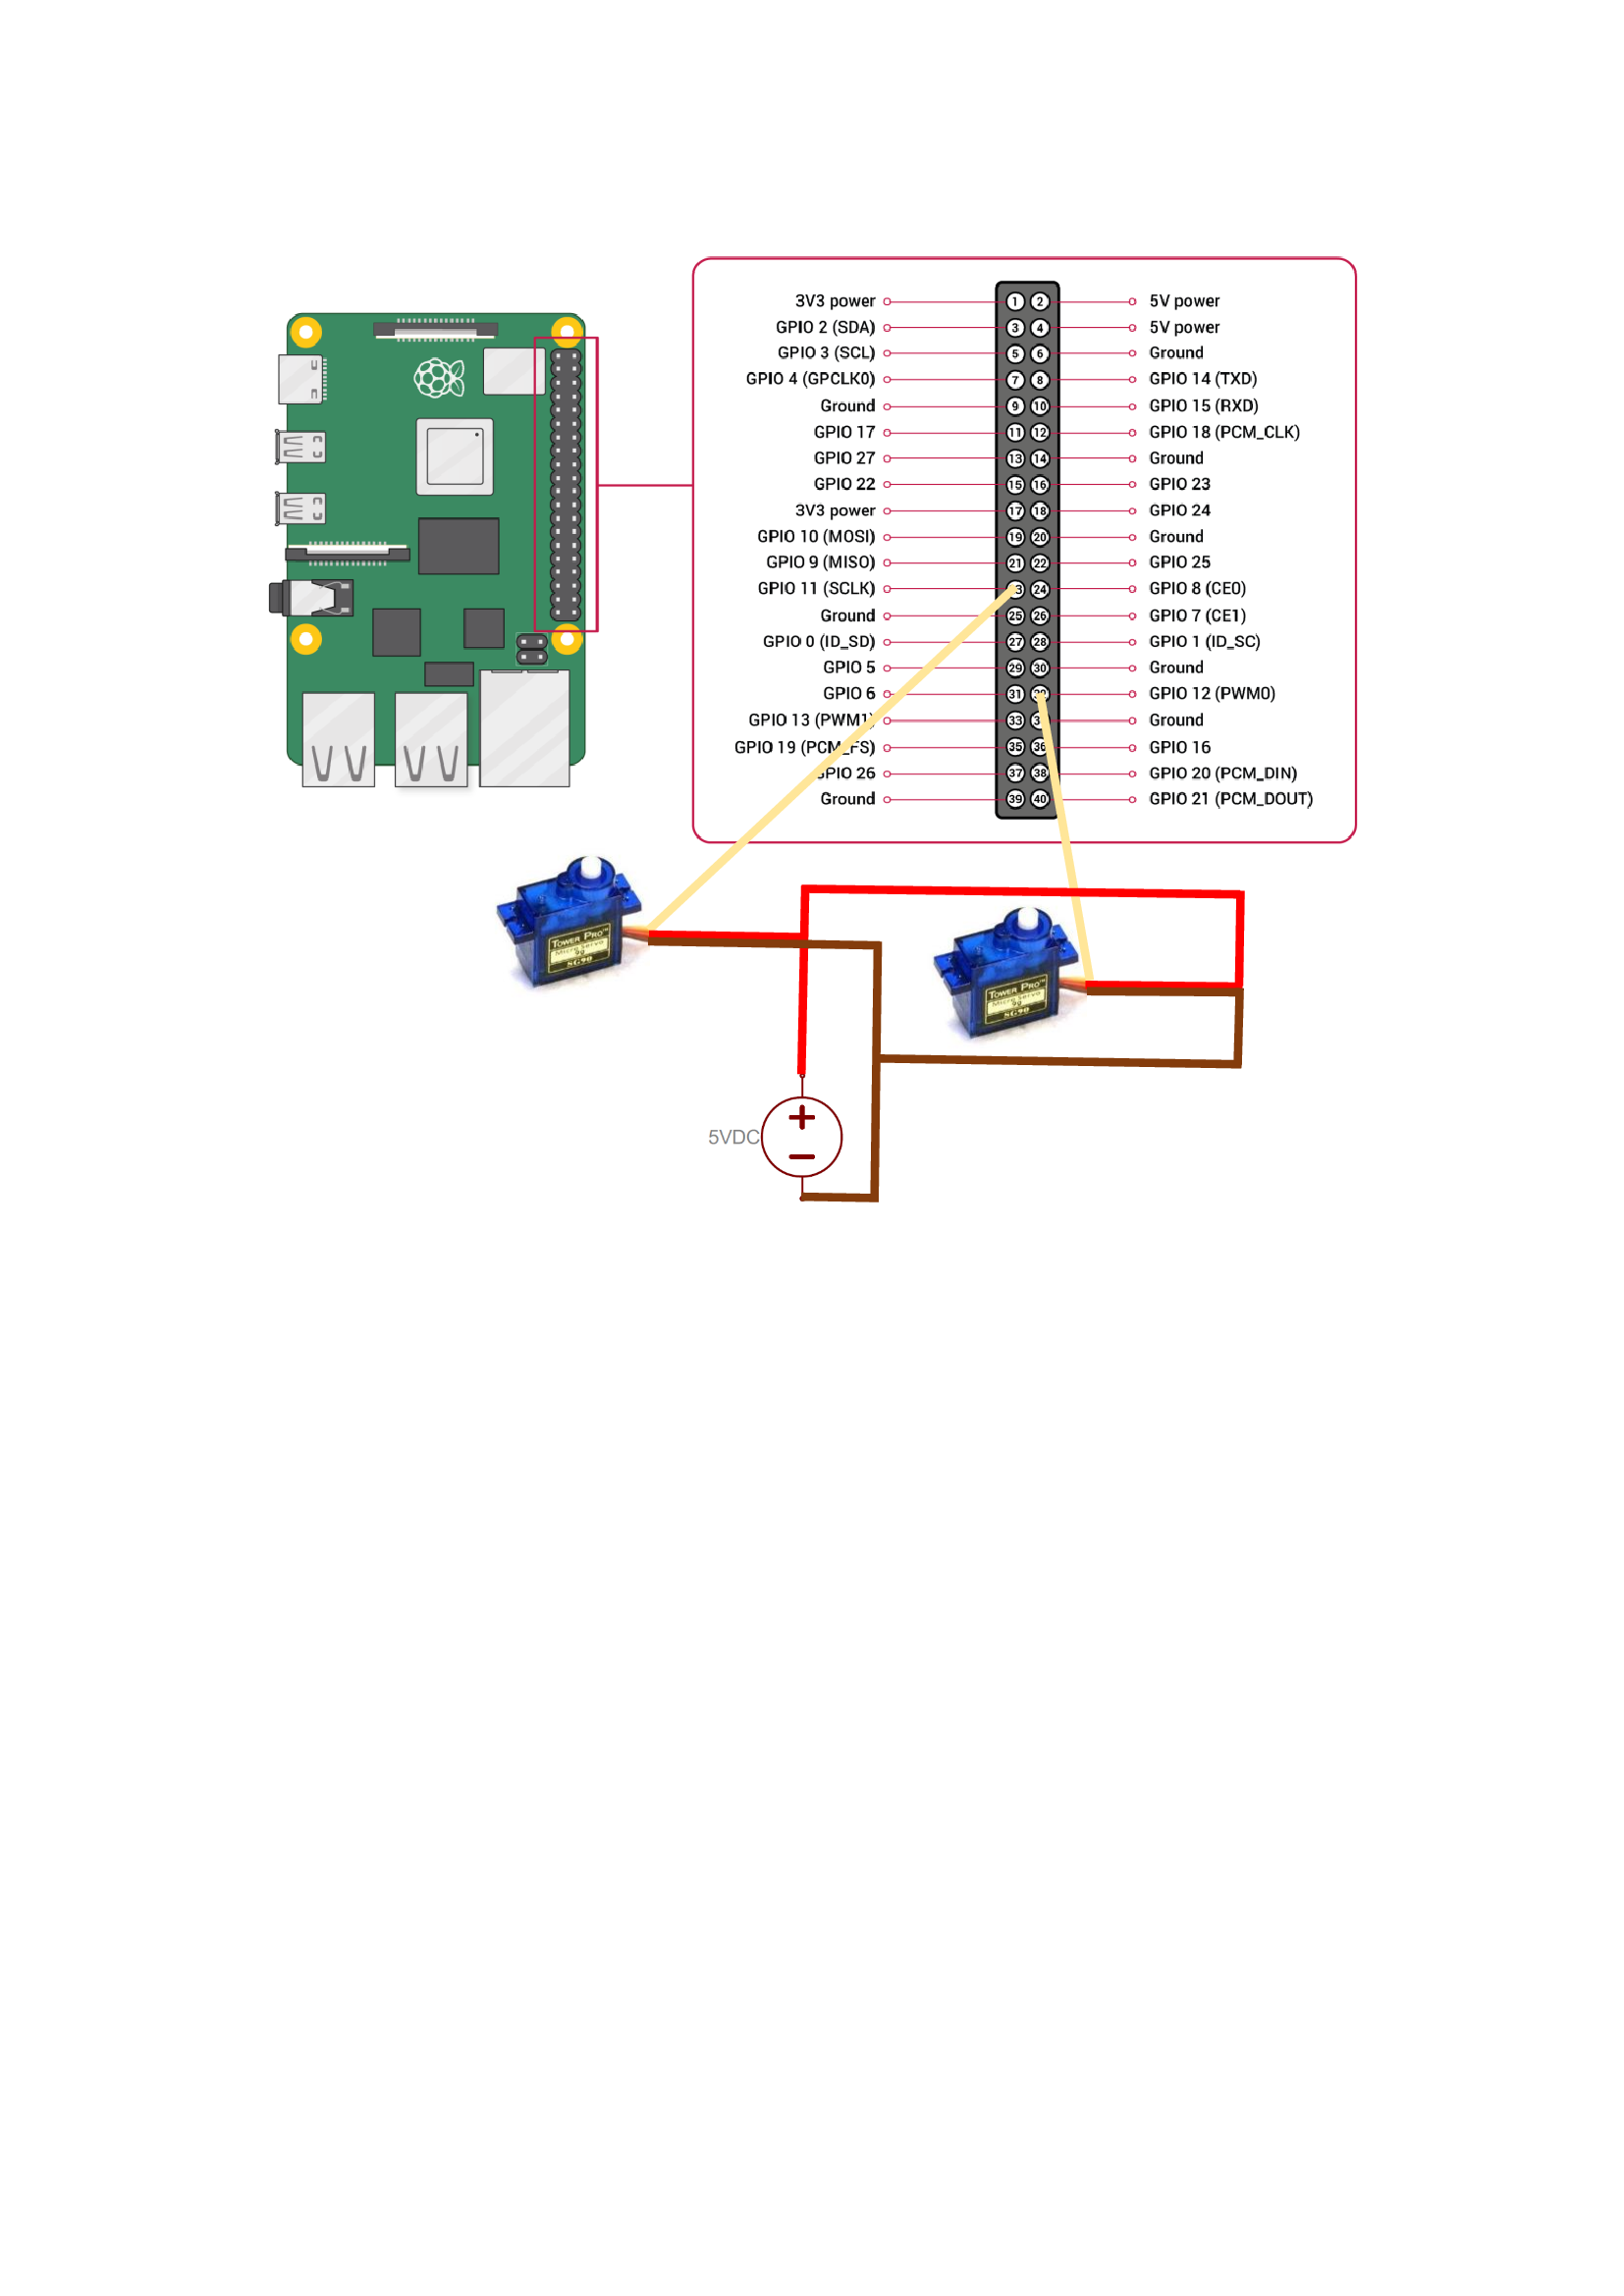 3V3 power 1 2 5V power
GPIO 2 (SDA) 3 4 5V power
GPIO 3 (SCL) 5 6 Ground
GPIO 4 (GPCLK0) 7 8 GPIO 14 (TXD)
Ground 9 10 GPIO 15 (RXD)
GPIO 17 11 12 GPIO 18 (PCM_CLK)
GPIO 27 13 14 Ground
GPIO 22 15 16 GPIO 23
3V3 power 17 18 GPIO 24
GPIO 10 (MOSI) 19 20 Ground
GPIO 9 (MISO) 21 22 GPIO 25
GPIO 11 (SCLK) 3 24 GPIO 8 (CE0)
Ground 25 26 GPIO 7 (CE1)
GPIO 0 (ID_SD) 27 28 GPIO 1 (ID_SC)
GPIO 5 29 30 Ground
GPIO 6 31 GPIO 12 (PWM0)
GPIO 13 (PWM1) 33 3 Ground
GPIO 19 (PCM_FS) 35 36 GPIO 16
GPIO 26 37 38 GPIO 20 (PCM_DIN)
Ground 39 40 GPIO 21 (PCM_DOUT)
TOWER PRO™
Micro Servo
9g
SG90
TOWER PRO™
Micro Servo
9g
SG90
5VDC
+
−